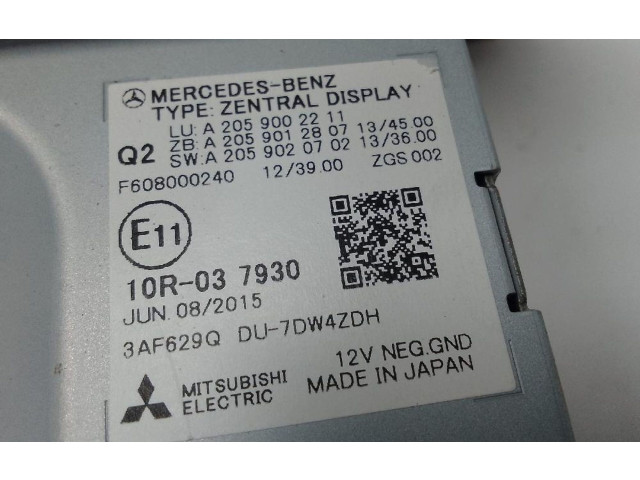 MERCEDES-BENZ
TYPE: ZENTRAL DISPLAY
LU: A 205 900 22 11
Q2 ZB: A 205 901 28 07 13/45.00
SW: A 205 902 07 02 13/36.00
F608000240 12/39.00 ZGS 002
E11
10R-03 7930
JUN. 08/2015
3AF629Q DU-7DW4ZDH
12V NEG.GND
MITSUBISHI ELECTRIC
MADE IN JAPAN